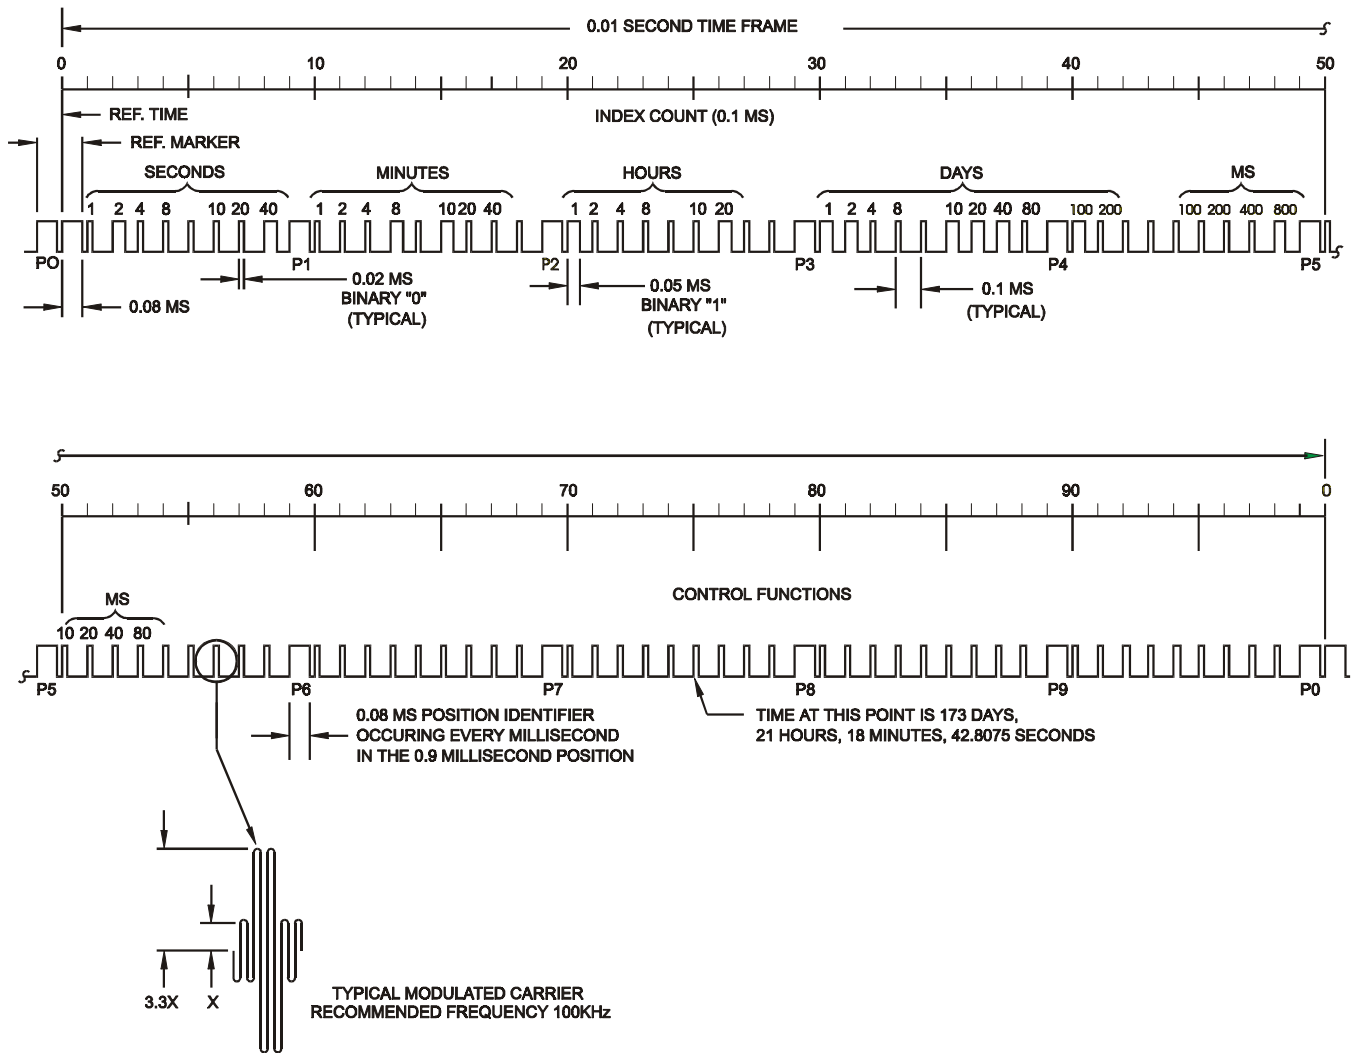 0.01 SECOND TIME FRAME
0 10 20 30 40 50
REF. TIME
INDEX COUNT (0.1 MS)
REF. MARKER
SECONDS MINUTES HOURS DAYS MS
1 2 4 8 10 20 40 1 2 4 8 10 20 40 1 2 4 8 10 20 1 2 4 8 10 20 40 80 100 200 100 200 400 800
PO P1 P2 P3 P4 P5
0.08 MS
0.02 MS
BINARY "0"
(TYPICAL)
0.05 MS
BINARY "1"
(TYPICAL)
0.1 MS
(TYPICAL)
50 60 70 80 90 0
CONTROL FUNCTIONS
MS
10 20 40 80
P5 P6 P7 P8 P9 P0
0.08 MS POSITION IDENTIFIER
OCCURING EVERY MILLISECOND
IN THE 0.9 MILLISECOND POSITION
TIME AT THIS POINT IS 173 DAYS,
21 HOURS, 18 MINUTES, 42.8075 SECONDS
3.3X X
TYPICAL MODULATED CARRIER
RECOMMENDED FREQUENCY 100KHz